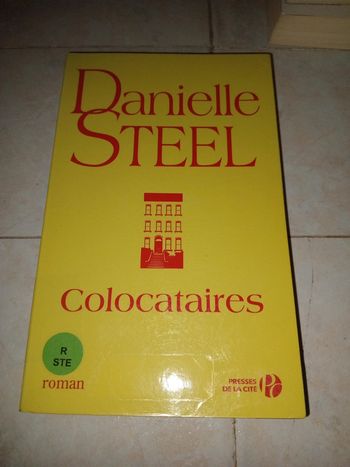 Danielle
STEEL
Colocataires
R
STE
roman
PRESSES
DE LA CITÉ